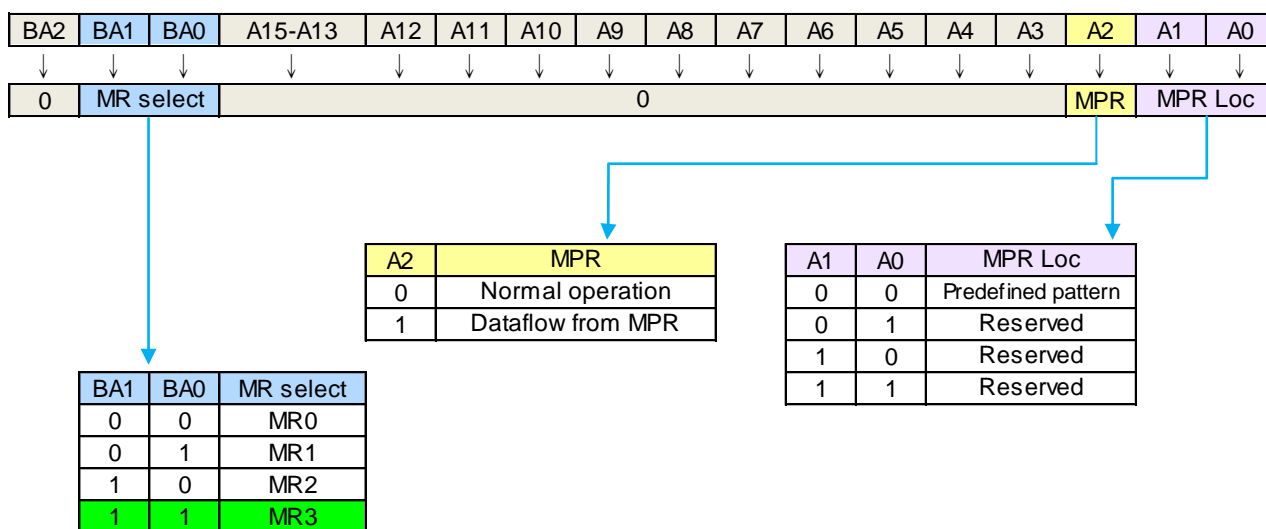 BA2 BA1 BA0 A15-A13 A12 A11 A10 A9 A8 A7 A6 A5 A4 A3 A2 A1 A0
0 MR select 0 MPR MPR Loc
A2 MPR
0 Normal operation
1 Dataflow from MPR
A1 A0 MPR Loc
0 0 Predefined pattern
0 1 Reserved
1 0 Reserved
1 1 Reserved
BA1 BA0 MR select
0 0 MR0
0 1 MR1
1 0 MR2
1 1 MR3